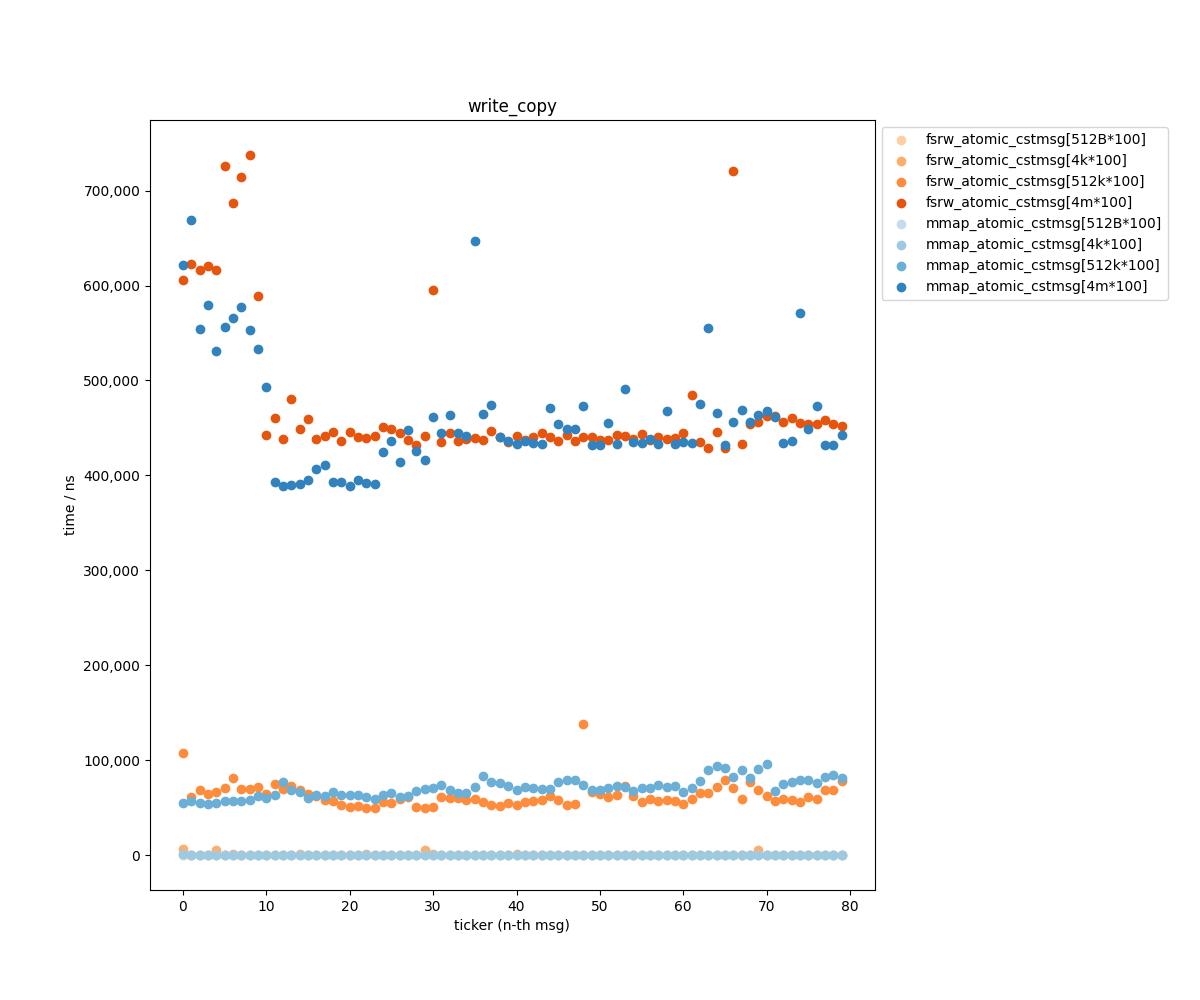 write_copy
fsrw_atomic_cstmsg[512B*100]
fsrw_atomic_cstmsg[4k*100]
fsrw_atomic_cstmsg[512k*100]
fsrw_atomic_cstmsg[4m*100]
mmap_atomic_cstmsg[512B*100]
mmap_atomic_cstmsg[4k*100]
mmap_atomic_cstmsg[512k*100]
mmap_atomic_cstmsg[4m*100]
time / ns
700,000
600,000
500,000
400,000
300,000
200,000
100,000
0
0 10 20 30 40 50 60 70 80
ticker (n-th msg)